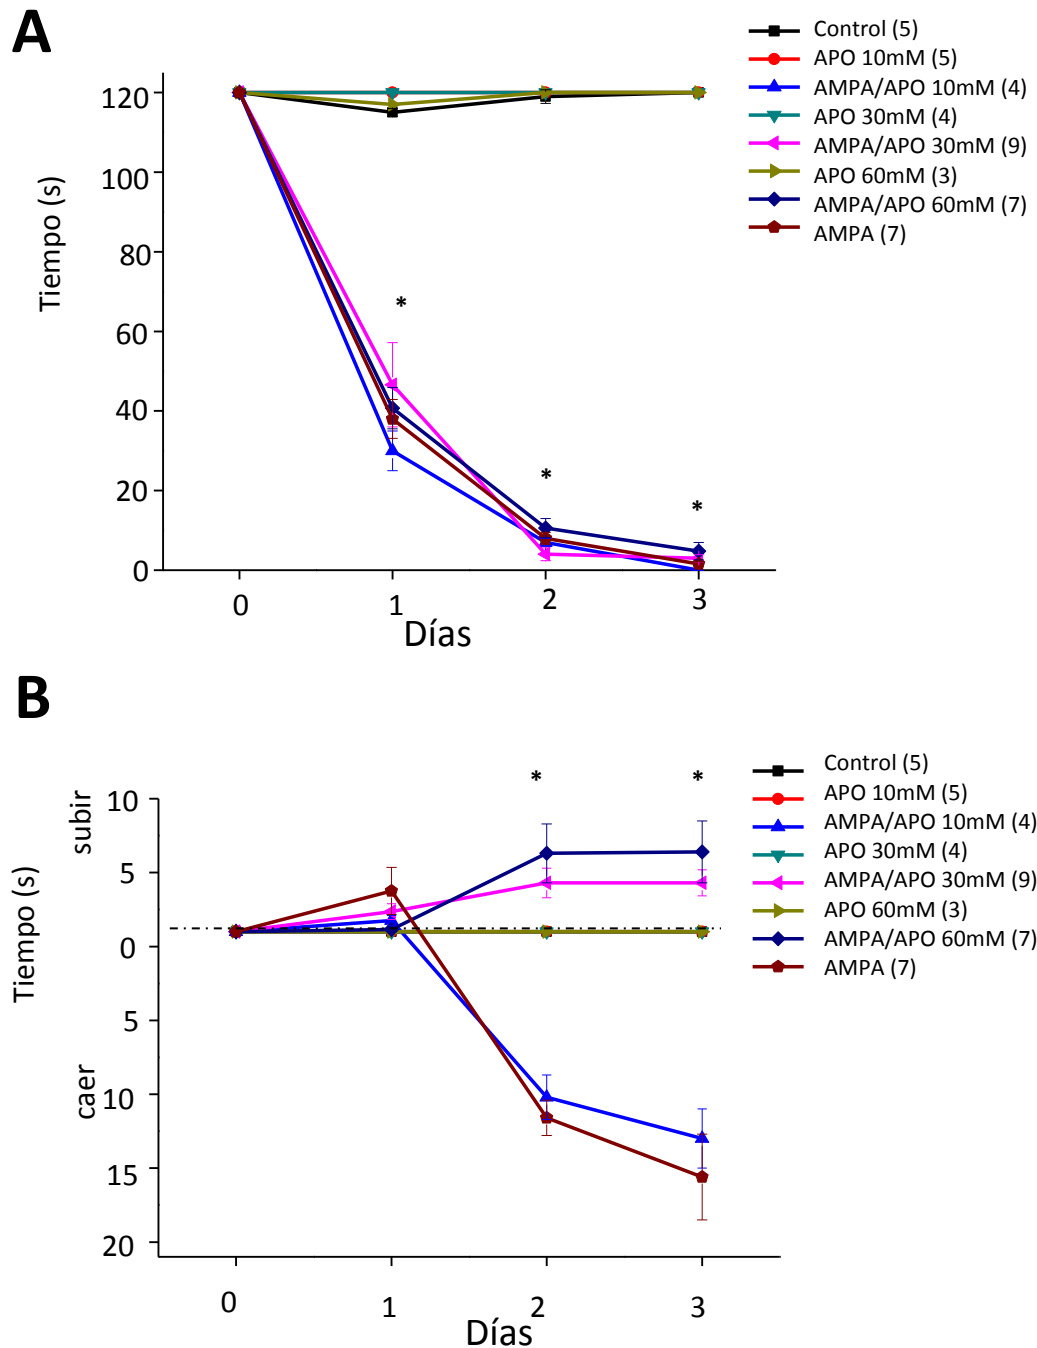 A
Control (5)
APO 10mM (5)
AMPA/APO 10mM (4)
APO 30mM (4)
AMPA/APO 30mM (9)
APO 60mM (3)
AMPA/APO 60mM (7)
AMPA (7)
Tiempo (s)
120
100
80
60
40
20
0
*
*
*
0
1
2
3
Días
B
Control (5)
APO 10mM (5)
AMPA/APO 10mM (4)
APO 30mM (4)
AMPA/APO 30mM (9)
APO 60mM (3)
AMPA/APO 60mM (7)
AMPA (7)
Tiempo (s)
subir
caer
10
5
0
5
10
15
20
*
*
0
1
2
3
Días